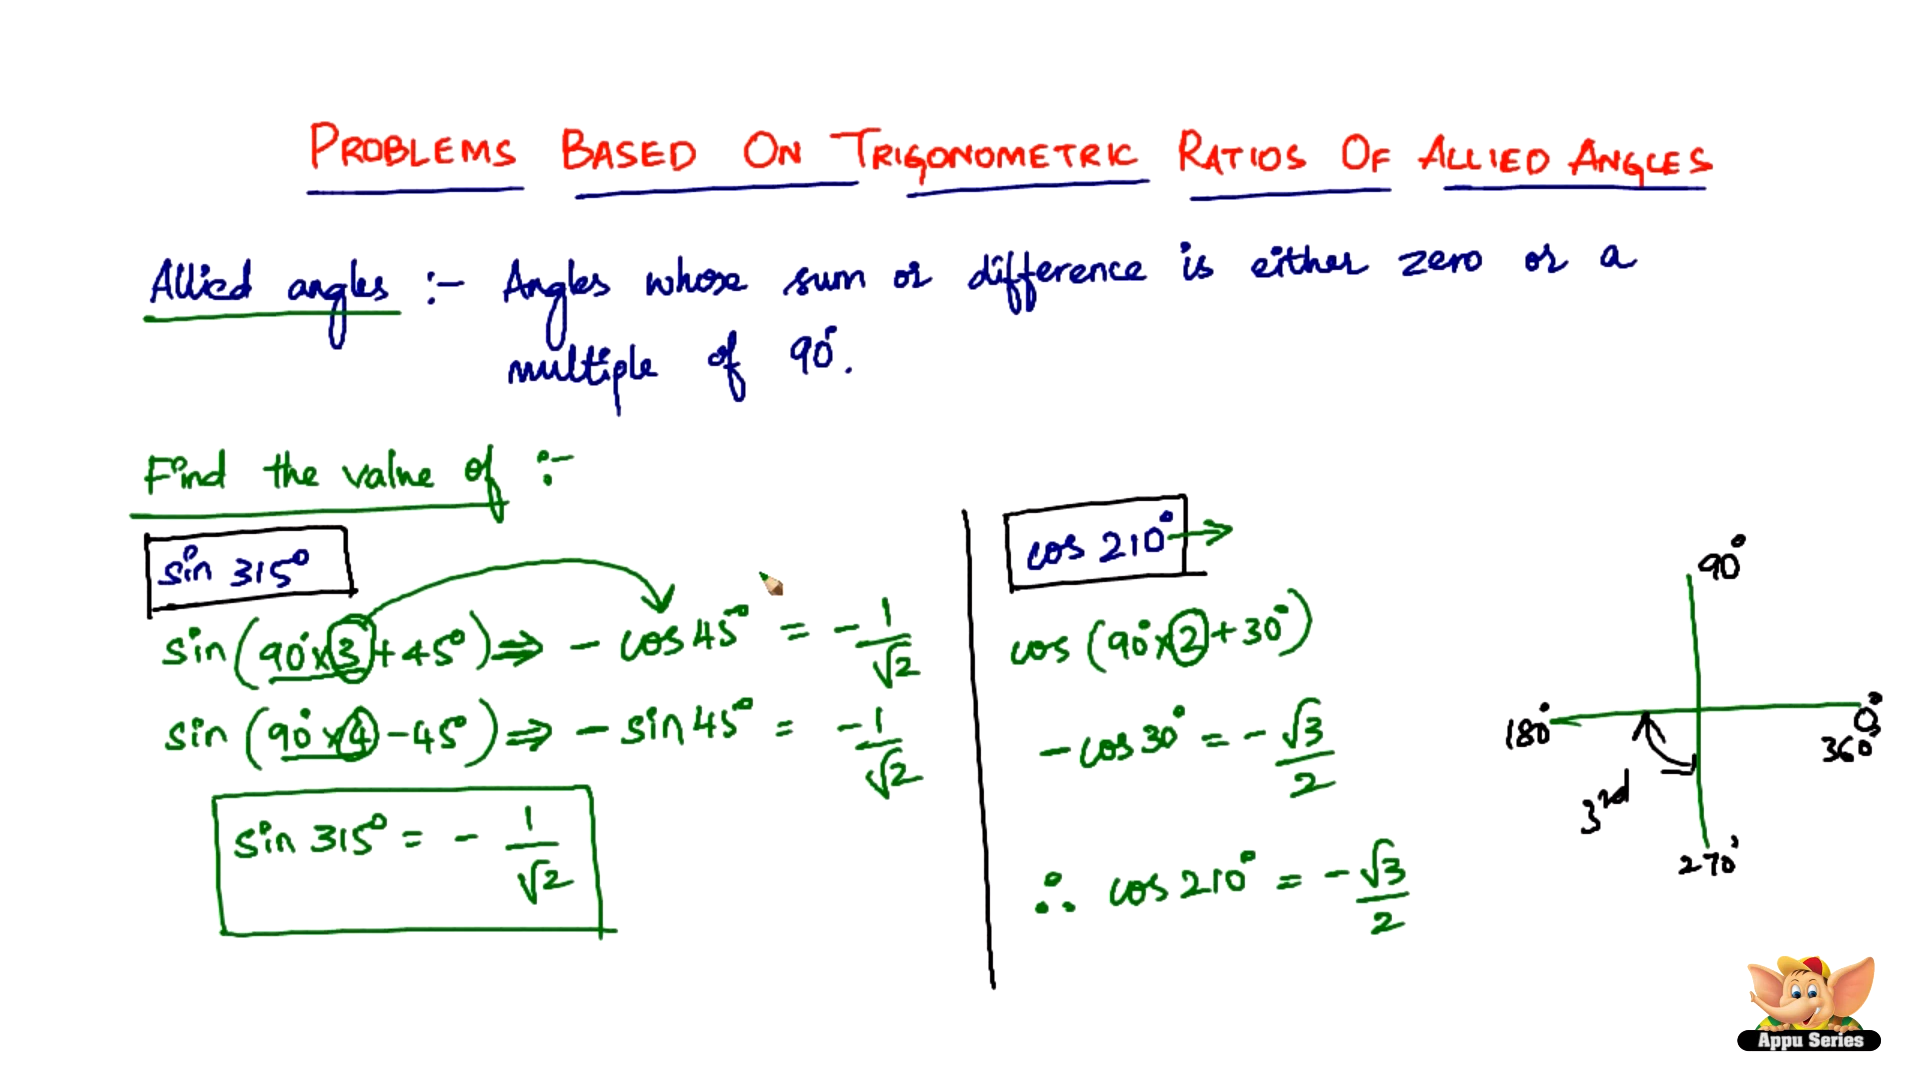 PROBLEMS BASED ON TRIGONOMETRIC RATIOS OF ALLIED ANGLES
Allied angles :- Angles whose sum or difference is either zero or a
multiple of 90°.
Find the value of :-
sin 315°
sin (90°×3+45°) ⇒ - cos 45° = - 1/√2
sin (90°×4-45°) ⇒ - sin 45° = - 1/√2
sin 315° = - 1/√2
cos 210° →
cos (90°×2+30°)
- cos 30° = - √3/2
∴ cos 210° = - √3/2
90°
180°
0°
360°
3rd
270°
Appu Series